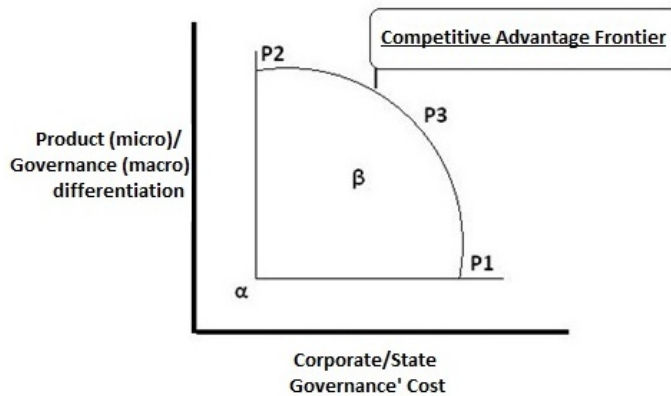 Competitive Advantage Frontier
P2
P3
Product (micro)/
Governance (macro)
differentiation
β
P1
α
Corporate/State
Governance' Cost